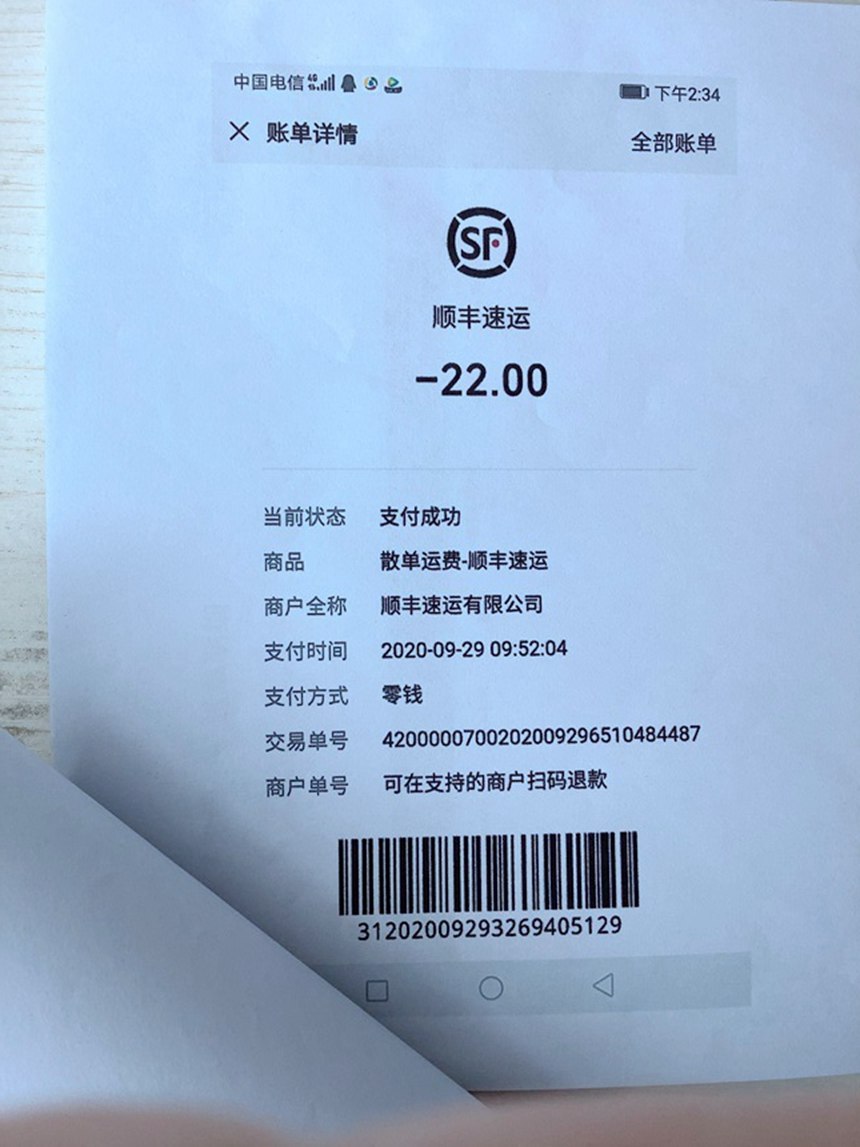 中国电信 4G 下午2:34
× 账单详情 全部账单
SF
顺丰速运
-22.00
当前状态 支付成功
商品 散单运费-顺丰速运
商户全称 顺丰速运有限公司
支付时间 2020-09-29 09:52:04
支付方式 零钱
交易单号 4200000700202009296510484487
商户单号 可在支持的商户扫码退款
31202009293269405129